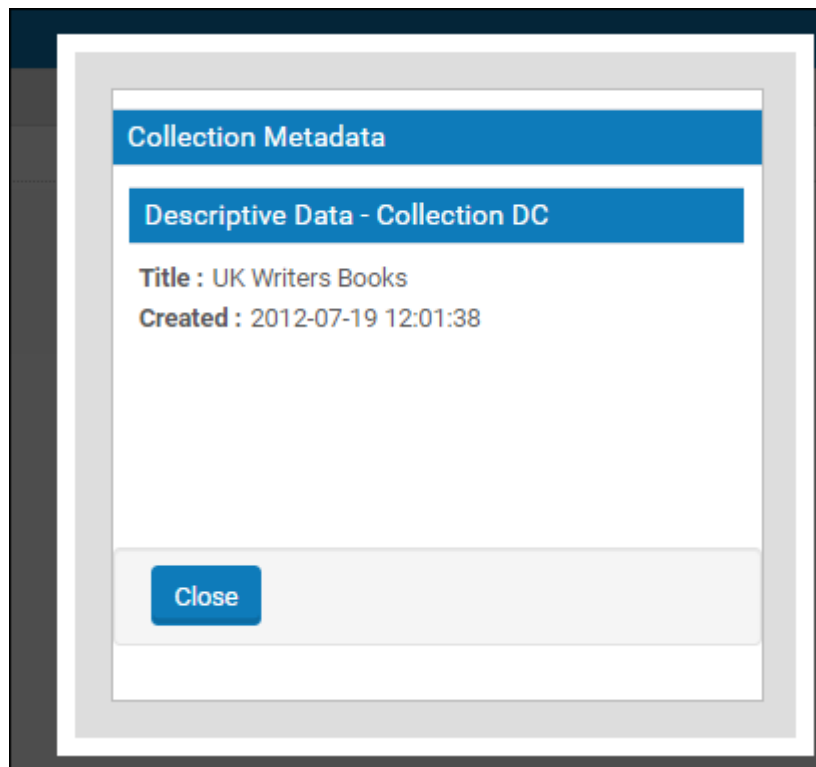 Collection Metadata
Descriptive Data - Collection DC
Title : UK Writers Books
Created : 2012-07-19 12:01:38
Close